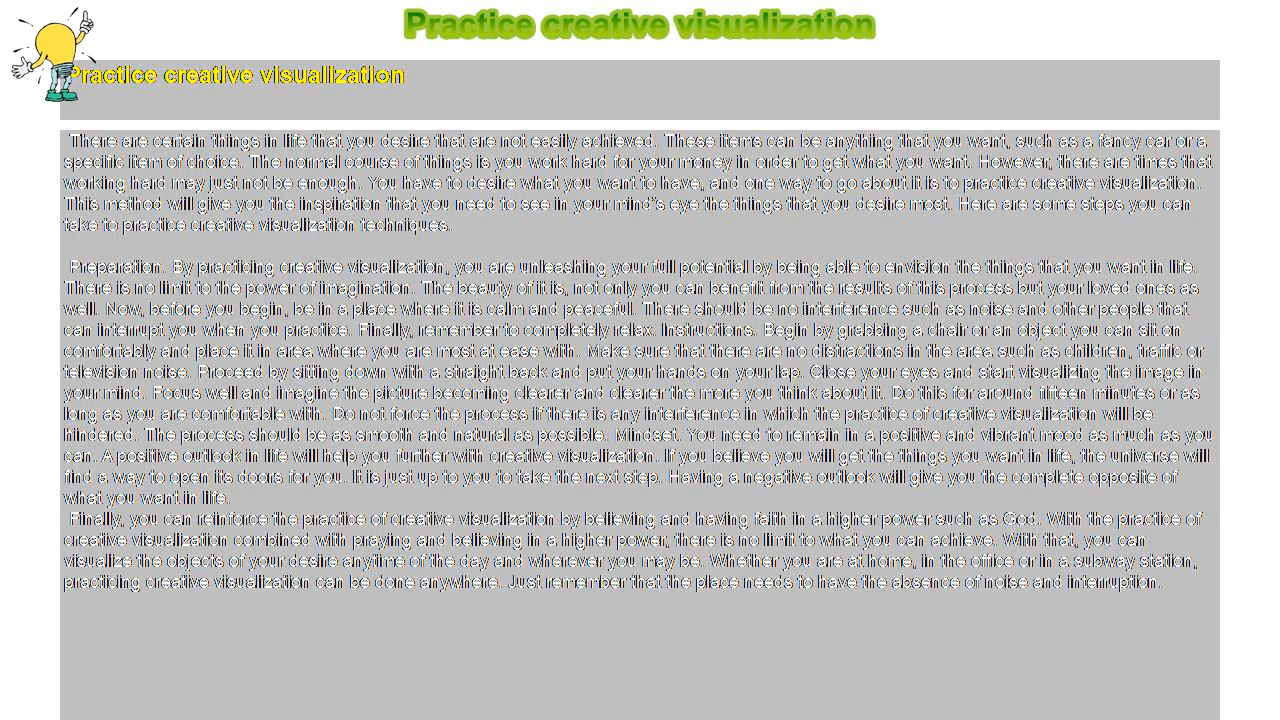 Practice creative visualization
Practice creative visualization
There are certain things in life that you desire that are not easily achieved. These items can be anything that you want, such as a fancy car or a
specific item of choice. The normal course of things is you work hard for your money in order to get what you want. However, there are times that
working hard may just not be enough. You have to desire what you want to have, and one way to go about it is to practice creative visualization.
This method will give you the inspiration that you need to see in your mind's eye the things that you desire most. Here are some steps you can
take to practice creative visualization techniques.
Preparation. By practicing creative visualization, you are unleashing your full potential by being able to envision the things that you want in life.
There is no limit to the power of imagination. The beauty of it is, not only you can benefit from the results of this process but your loved ones as
well. Now, before you begin, be in a place where it is calm and peaceful. There should be no interference such as noise and other people that
can interrupt you when you practice. Finally, remember to completely relax. Instructions. Begin by grabbing a chair or an object you can sit on
comfortably and place it in area where you are most at ease with. Make sure that there are no distractions in the area such as children, traffic or
television noise. Proceed by sitting down with a straight back and put your hands on your lap. Close your eyes and start visualizing the image in
your mind. Focus well and imagine the picture becoming clearer and clearer the more you think about it. Do this for around fifteen minutes or as
long as you are comfortable with. Do not force the process if there is any interference in which the practice of creative visualization will be
hindered. The process should be as smooth and natural as possible. Mindset. You need to remain in a positive and vibrant mood as much as you
can. A positive outlook in life will help you further with creative visualization. If you believe you will get the things you want in life, the universe will
find a way to open its doors for you. It is just up to you to take the next step. Having a negative outlook will give you the complete opposite of
what you want in life.
Finally, you can reinforce the practice of creative visualization by believing and having faith in a higher power such as God. With the practice of
creative visualization combined with praying and believing in a higher power, there is no limit to what you can achieve. With that, you can
visualize the objects of your desire anytime of the day and wherever you may be. Whether you are at home, in the office or in a subway station,
practicing creative visualization can be done anywhere. Just remember that the place needs to have the absence of noise and interruption.